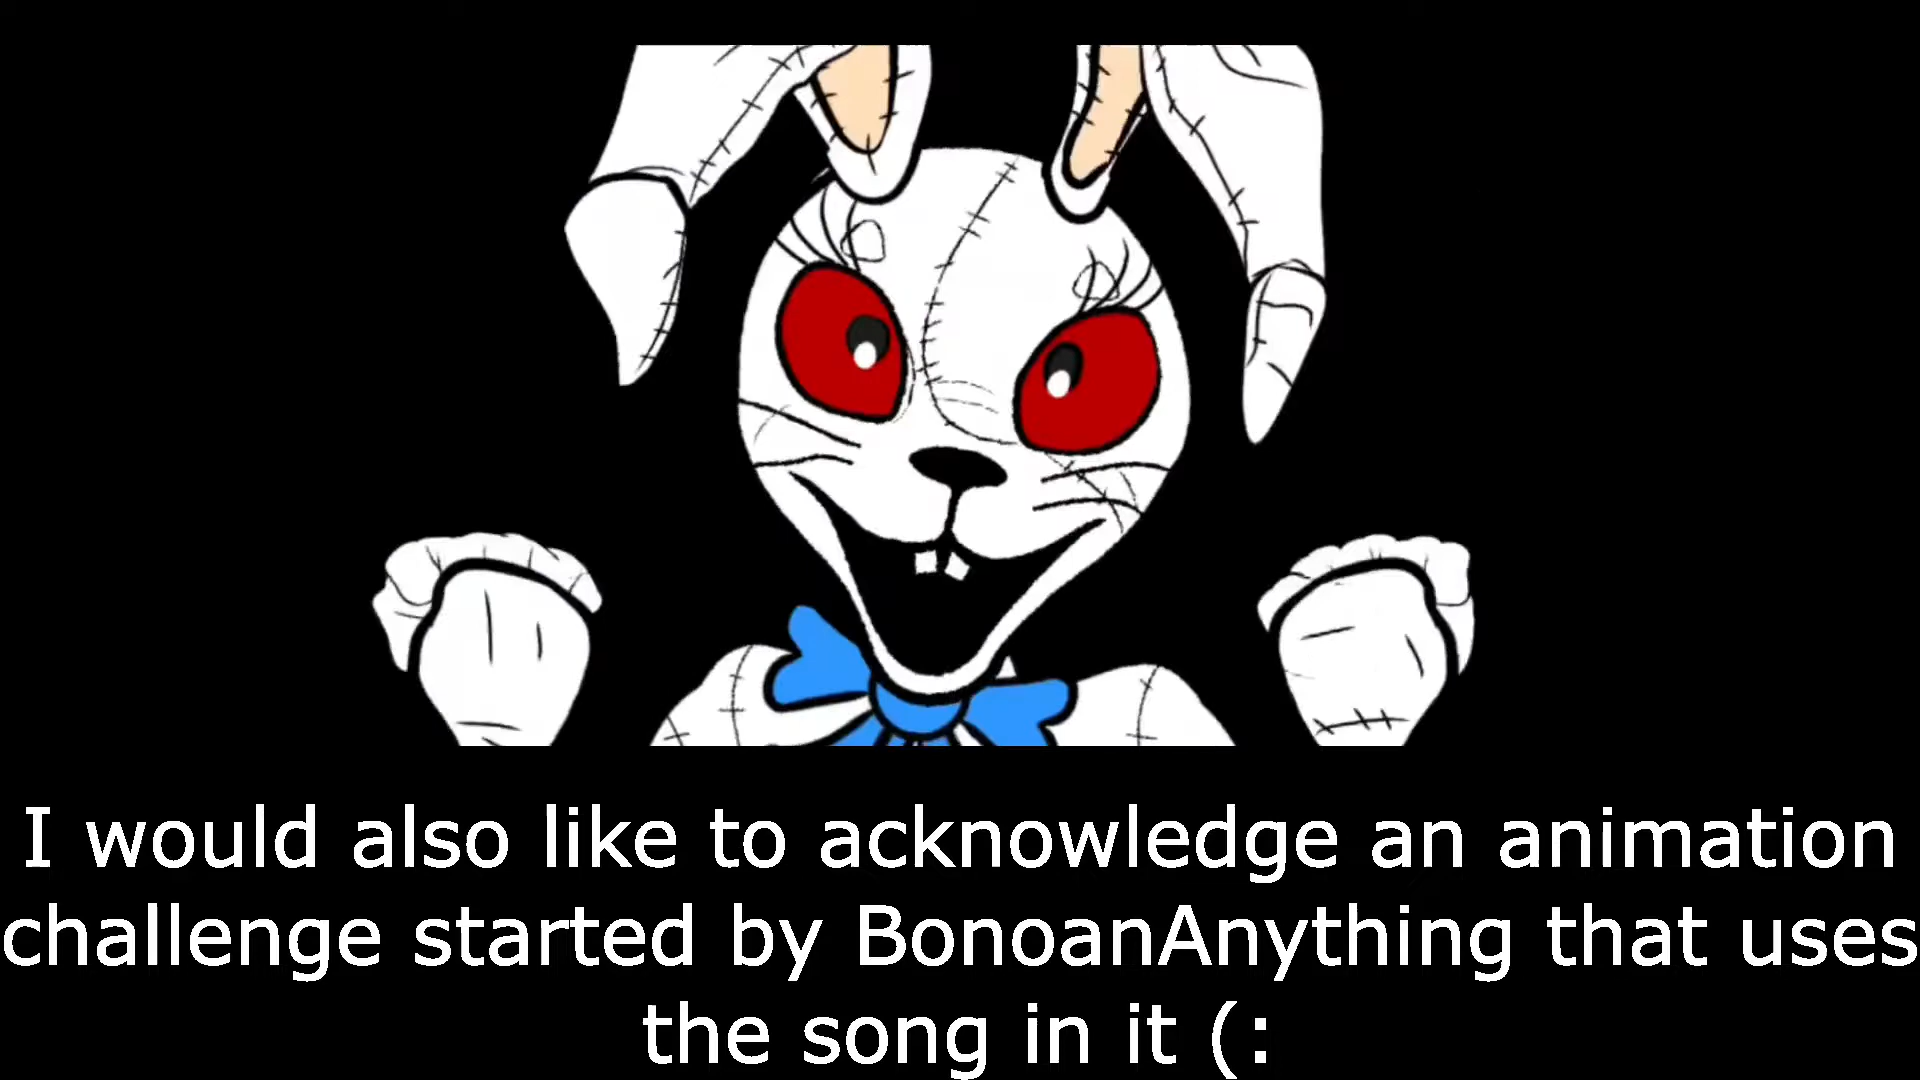 I would also like to acknowledge an animation
challenge started by BonoanAnything that uses
the song in it (: